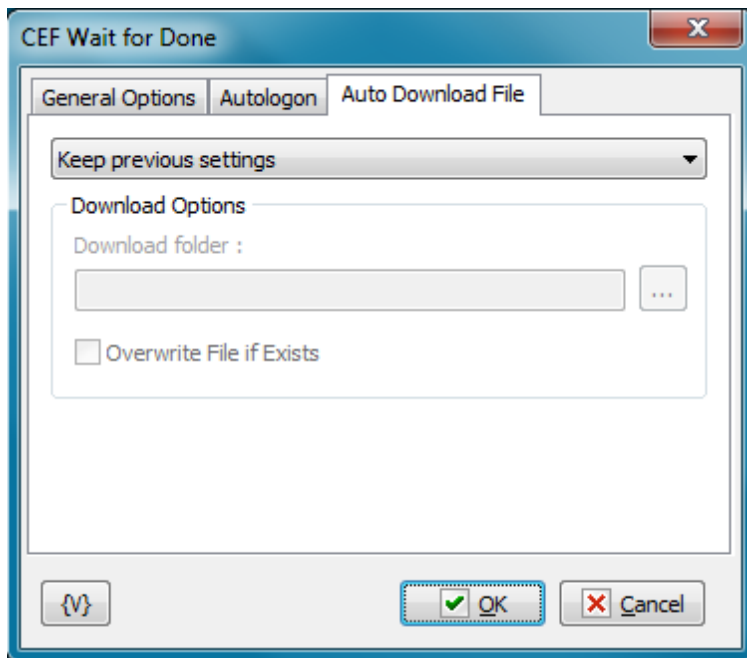 CEF Wait for Done
General Options Autologon Auto Download File
Keep previous settings
Download Options
Download folder :
...
Overwrite File if Exists
{V} OK Cancel